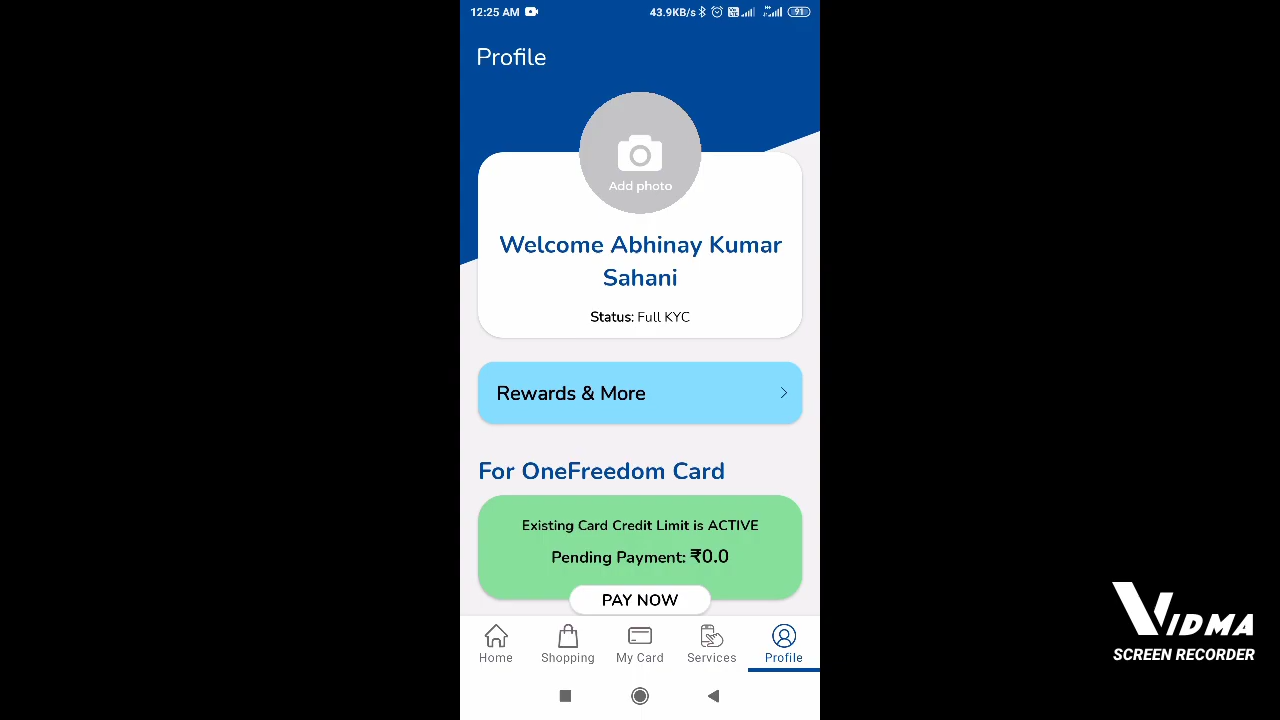 12:25 AM
43.9KB/s
91
Profile
Add photo
Welcome Abhinay Kumar
Sahani
Status: Full KYC
Rewards & More
For OneFreedom Card
Existing Card Credit Limit is ACTIVE
Pending Payment: ₹0.0
PAY NOW
Home
Shopping
My Card
Services
Profile
VIDMA
SCREEN RECORDER